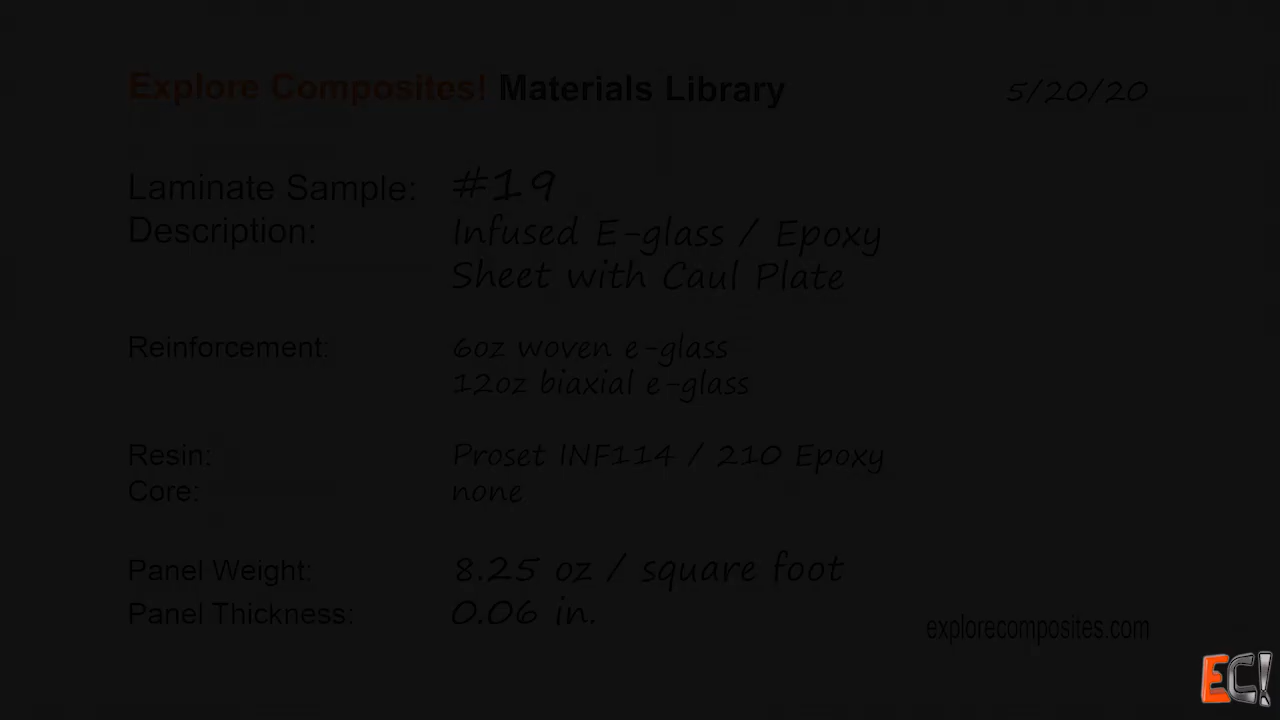 Explore Composites! Materials Library 5/20/20
Laminate Sample: #19
Description: Infused E-glass / Epoxy
Sheet with Caul Plate
Reinforcement: 6oz woven e-glass
12oz biaxial e-glass
Resin: Proset INF114 / 210 Epoxy
Core: none
Panel Weight: 8.25 oz / square foot
Panel Thickness: 0.06 in.
explorecomposites.com
EC!